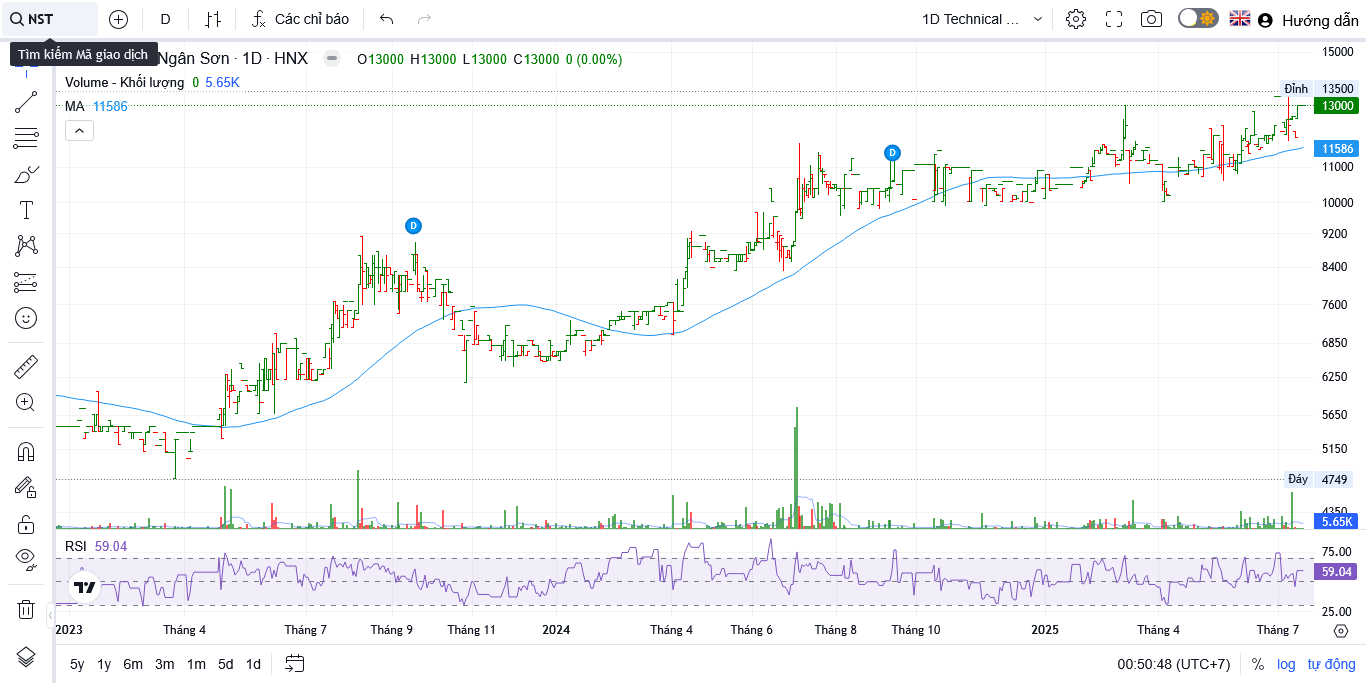 NST
D
Các chỉ báo
1D Technical ...
Hướng dẫn
Tìm kiếm Mã giao dịch
Ngân Sơn · 1D · HNX
O13000 H13000 L13000 C13000 0 (0.00%)
Volume - Khối lượng 0 5.65K
MA 11586
15000
Đỉnh 13500
13000
D
11586
11000
10000
D
9200
8400
7600
6850
6250
5650
5150
Đáy 4749
4350
5.65K
RSI 59.04
75.00
59.04
25.00
2023 Tháng 4 Tháng 7 Tháng 9 Tháng 11 2024 Tháng 4 Tháng 6 Tháng 8 Tháng 10 2025 Tháng 4 Tháng 7
5y 1y 6m 3m 1m 5d 1d
00:50:48 (UTC+7) % log tự động